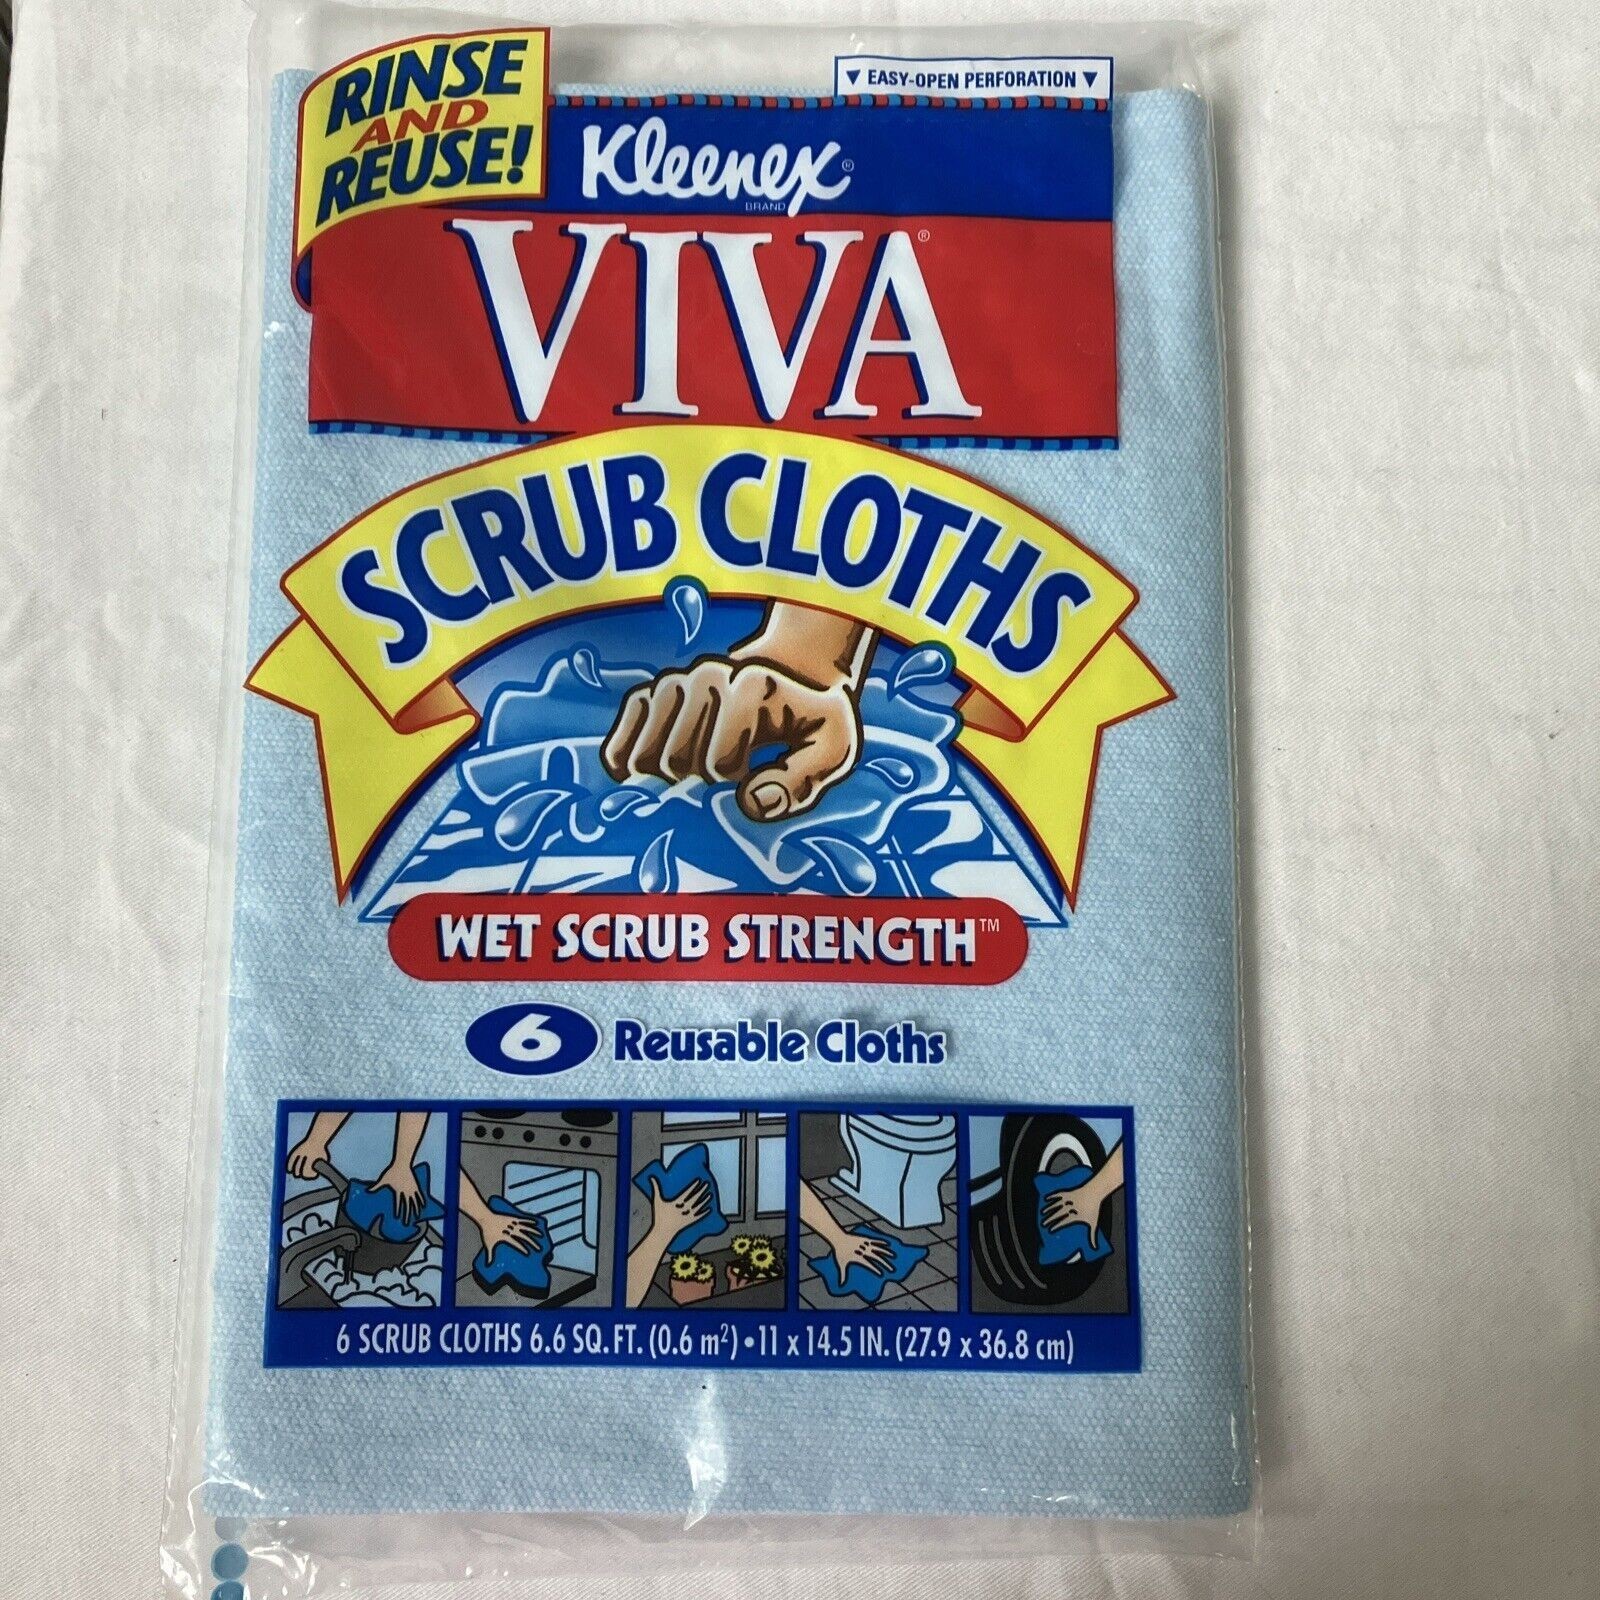 RINSE
AND
REUSE!
▼ EASY-OPEN PERFORATION ▼
Kleenex®
BRAND
VIVA®
SCRUB CLOTHS
WET SCRUB STRENGTH™
6 Reusable Cloths
6 SCRUB CLOTHS 6.6 SQ. FT. (0.6 m²) • 11 x 14.5 IN. (27.9 x 36.8 cm)